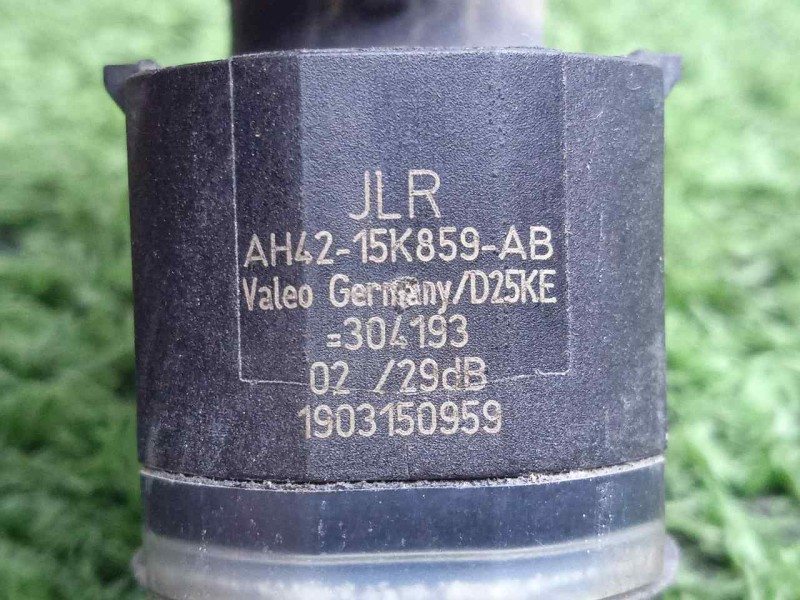 JLR
AH42-15K859-AB
Valeo Germany/D25KE
=304193
02 /29dB
1903150959